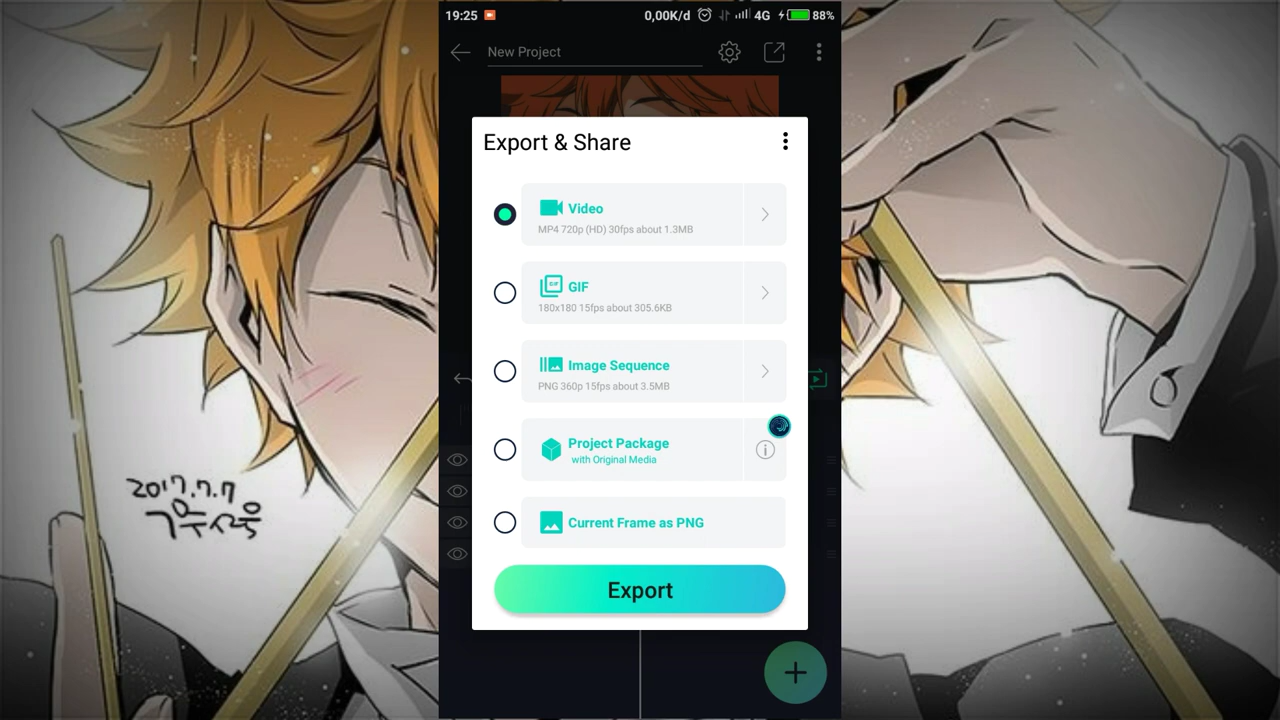 19:25
0,00K/d
4G
88%
New Project
Export & Share
Video
MP4 720p (HD) 30fps about 1.3MB
GIF
GIF
180x180 15fps about 305.6KB
Image Sequence
PNG 360p 15fps about 3.5MB
Project Package
with Original Media
Current Frame as PNG
Export
2017.7.7